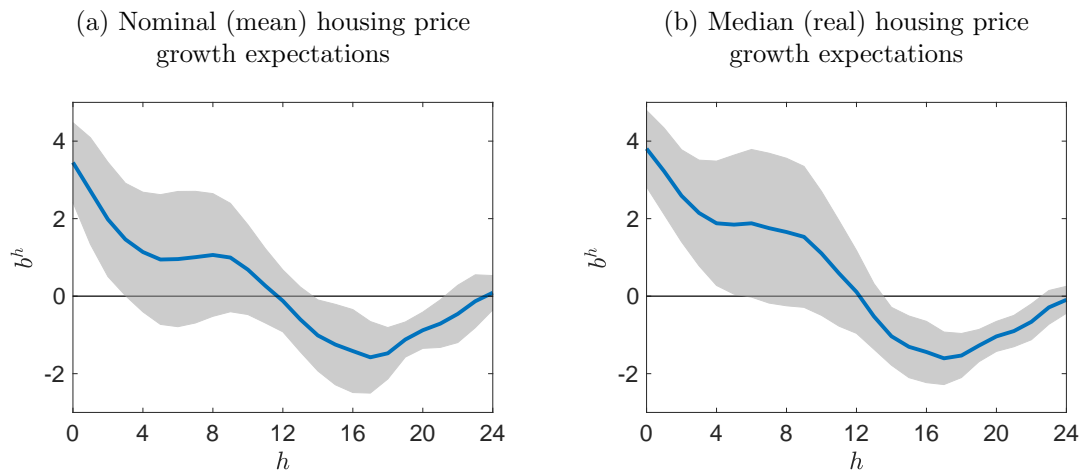 (a) Nominal (mean) housing price
growth expectations
4
2
0
-2
b^h
0 4 8 12 16 20 24
h
(b) Median (real) housing price
growth expectations
4
2
0
-2
b^h
0 4 8 12 16 20 24
h